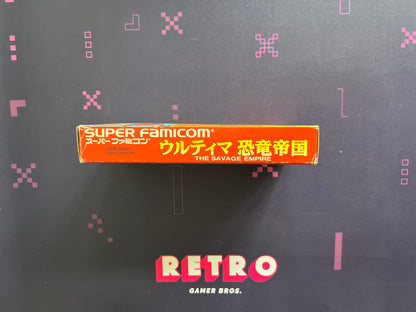 SUPER FAMICOM®
スーパーファミコン®
ウルティマ 恐竜帝国
THE SAVAGE EMPIRE
RETRO
GAMER BROS.